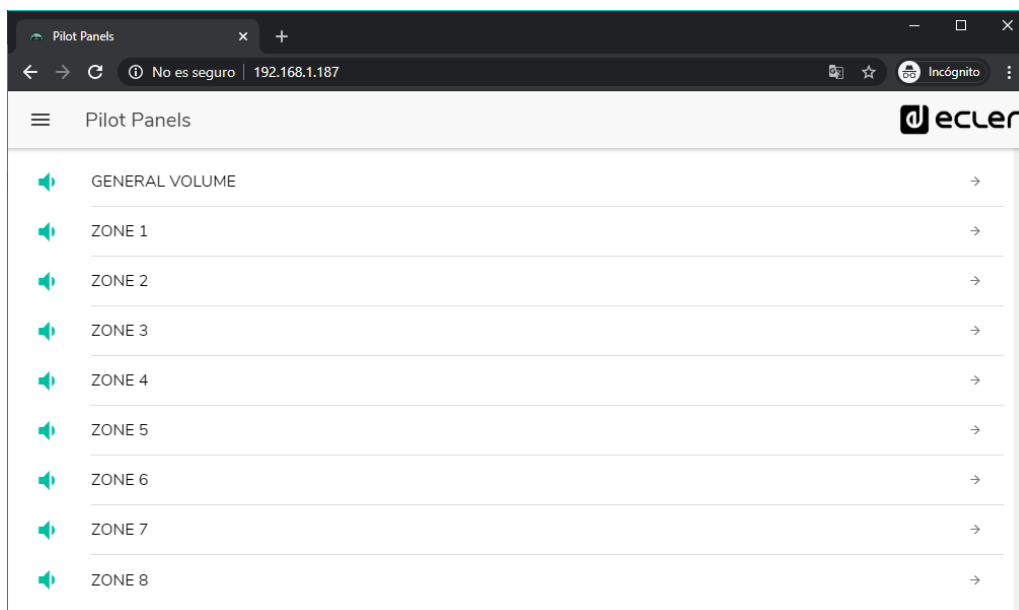 Pilot Panels
No es seguro | 192.168.1.187
Incógnito
Pilot Panels
ecler
GENERAL VOLUME
ZONE 1
ZONE 2
ZONE 3
ZONE 4
ZONE 5
ZONE 6
ZONE 7
ZONE 8